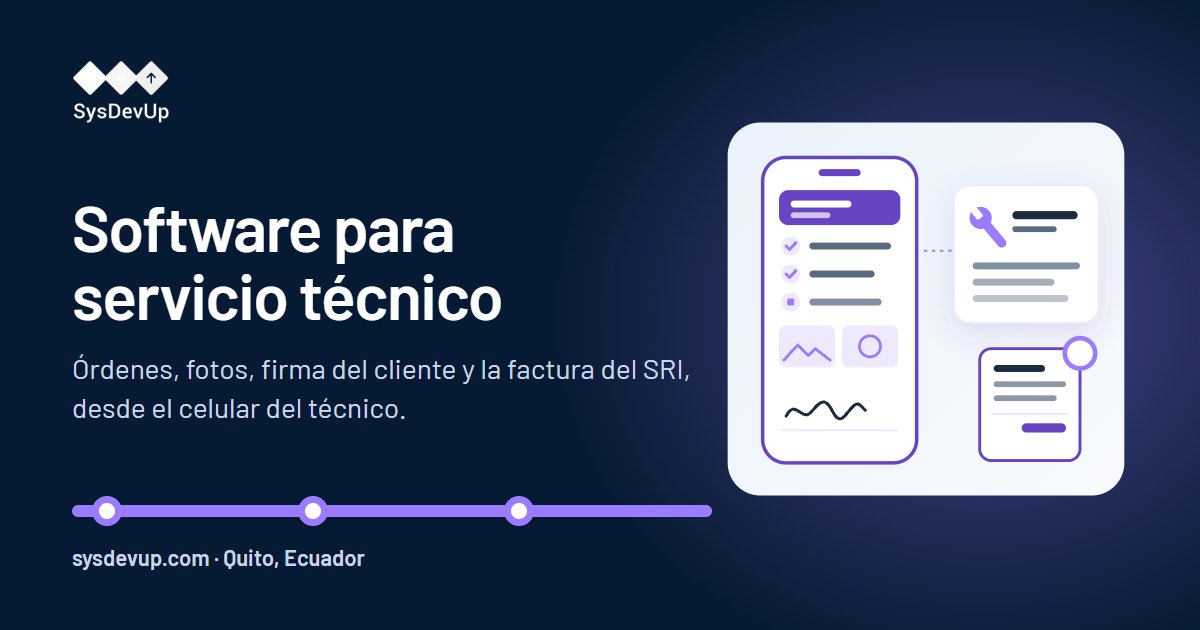 SysDevUp
Software para
servicio técnico
Órdenes, fotos, firma del cliente y la factura del SRI,
desde el celular del técnico.
sysdevup.com · Quito, Ecuador